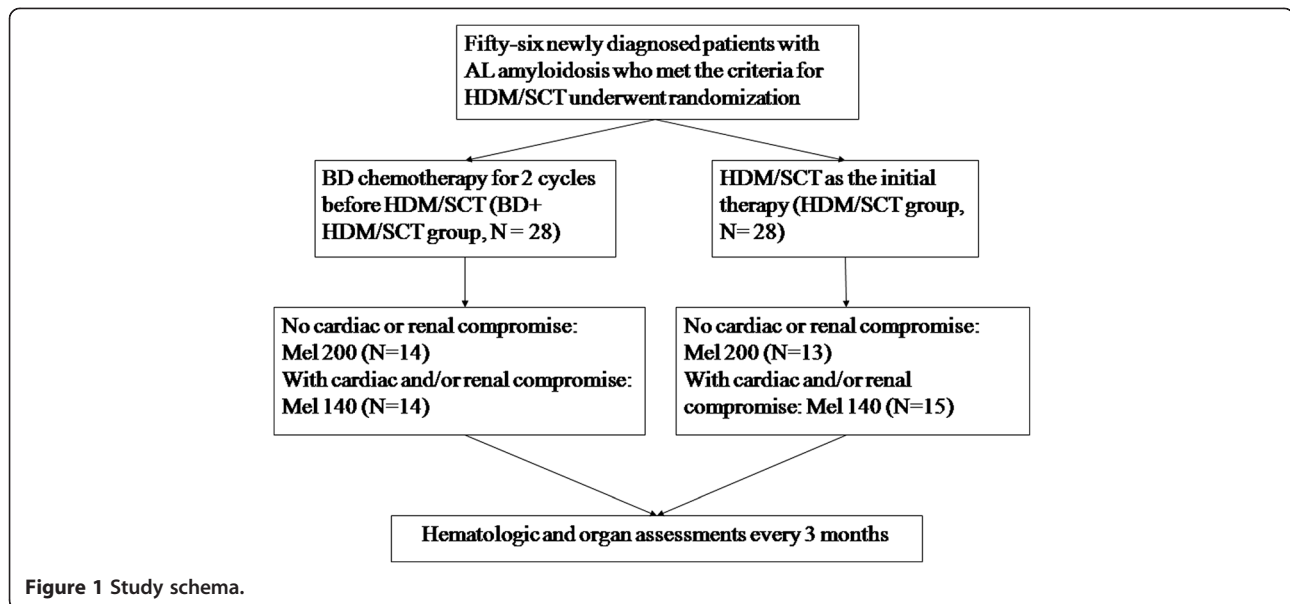 Fifty-six newly diagnosed patients with
AL amyloidosis who met the criteria for
HDM/SCT underwent randomization
BD chemotherapy for 2 cycles
before HDM/SCT (BD+
HDM/SCT group, N = 28)
HDM/SCT as the initial
therapy (HDM/SCT group,
N= 28)
No cardiac or renal compromise:
Mel 200 (N=14)
With cardiac and/or renal compromise:
Mel 140 (N=14)
No cardiac or renal compromise:
Mel 200 (N=13)
With cardiac and/or renal
compromise: Mel 140 (N=15)
Hematologic and organ assessments every 3 months
Figure 1 Study schema.